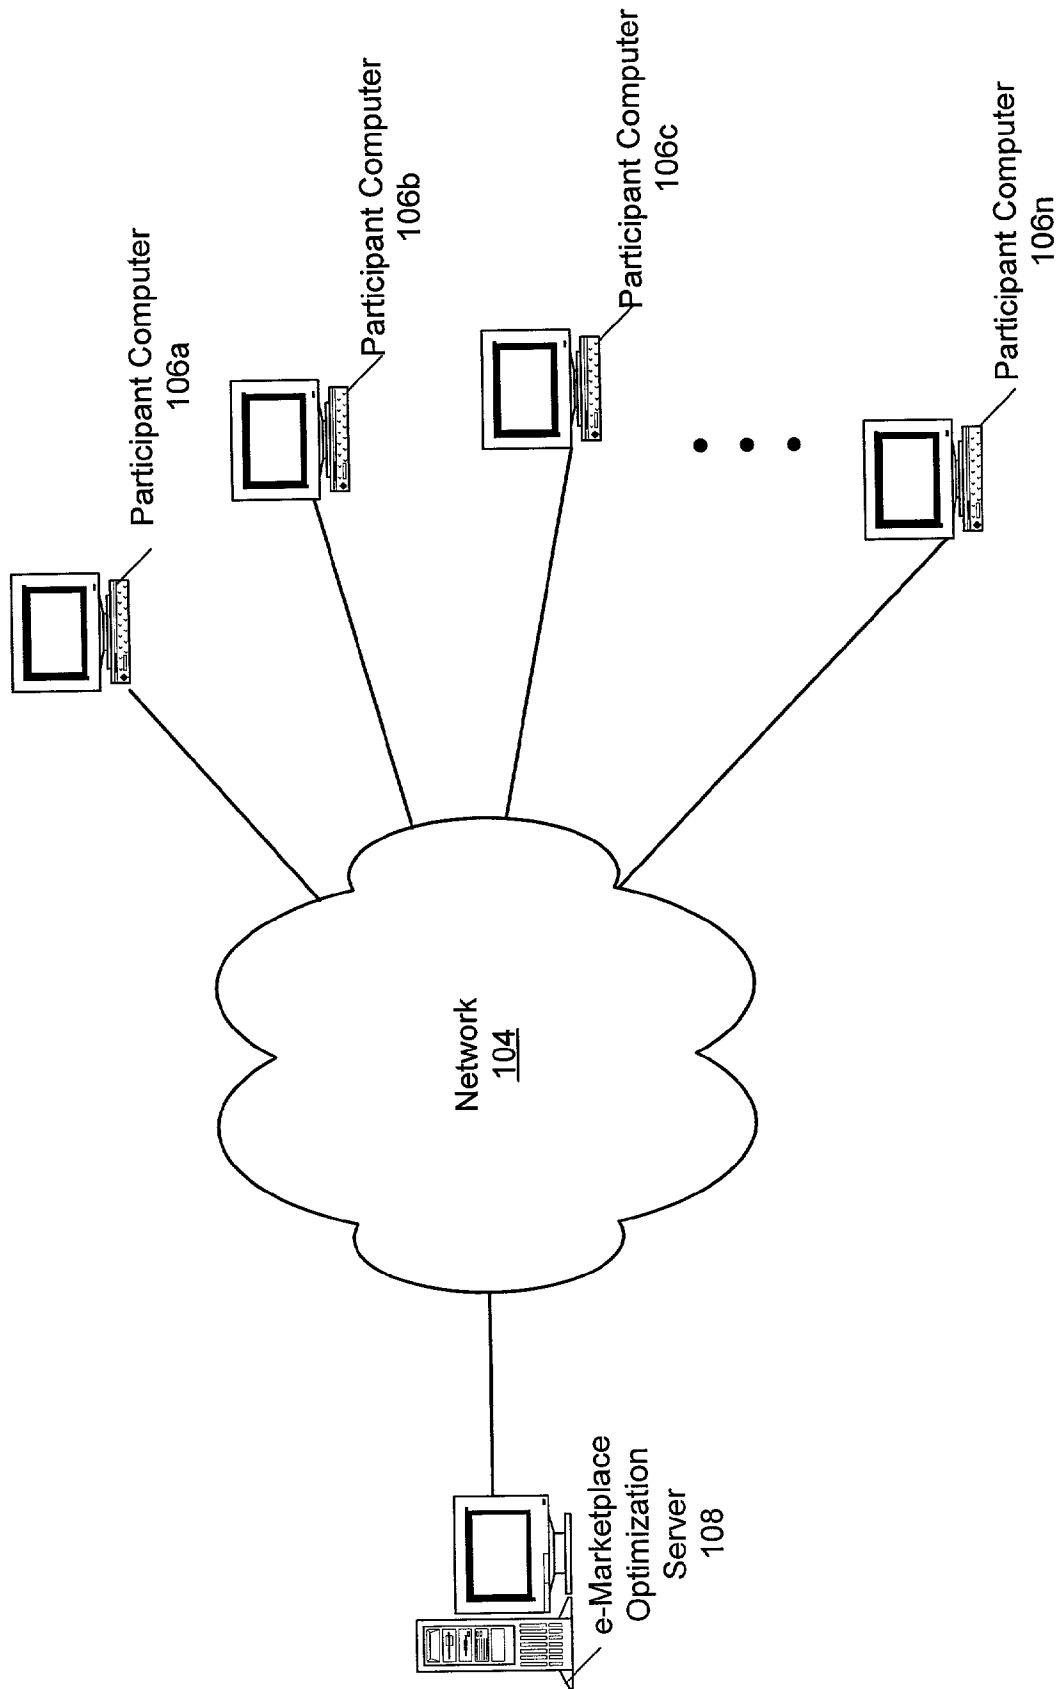 Participant Computer
106a
Participant Computer
106b
Participant Computer
106c
Participant Computer
106n
Network
104
e-Marketplace
Optimization
Server
108